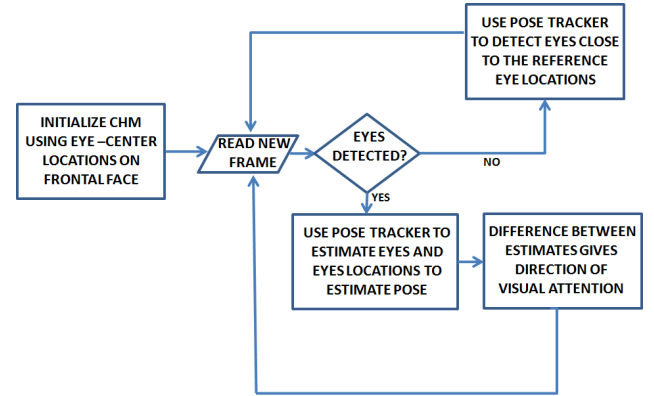 USE POSE TRACKER
TO DETECT EYES CLOSE
TO THE REFERENCE
EYE LOCATIONS
INITIALIZE CHM
USING EYE –CENTER
LOCATIONS ON
FRONTAL FACE
READ NEW
FRAME
EYES
DETECTED?
NO
YES
USE POSE TRACKER TO
ESTIMATE EYES AND
EYES LOCATIONS TO
ESTIMATE POSE
DIFFERENCE BETWEEN
ESTIMATES GIVES
DIRECTION OF
VISUAL ATTENTION